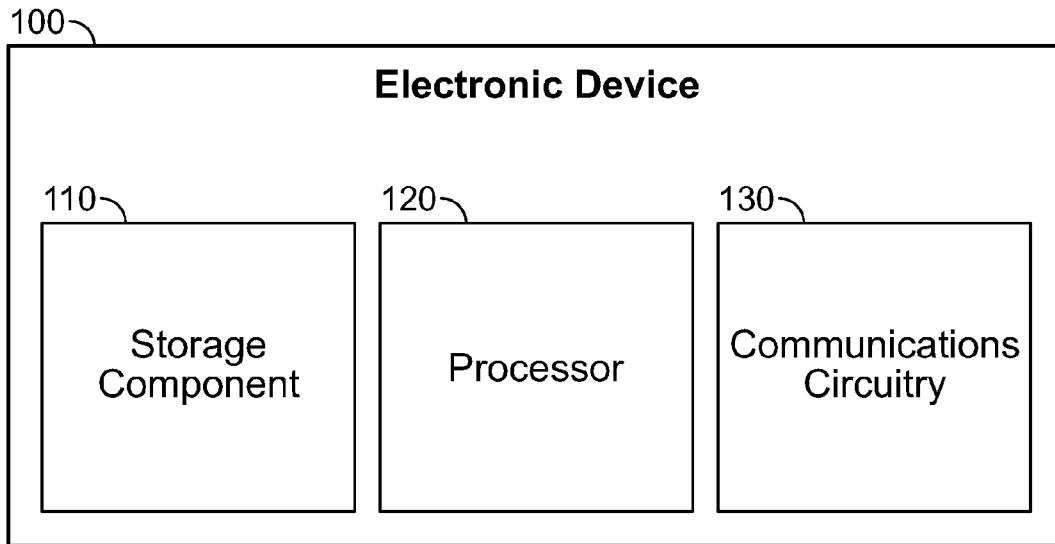 100
Electronic Device
110
120
130
Storage
Component
Processor
Communications
Circuitry